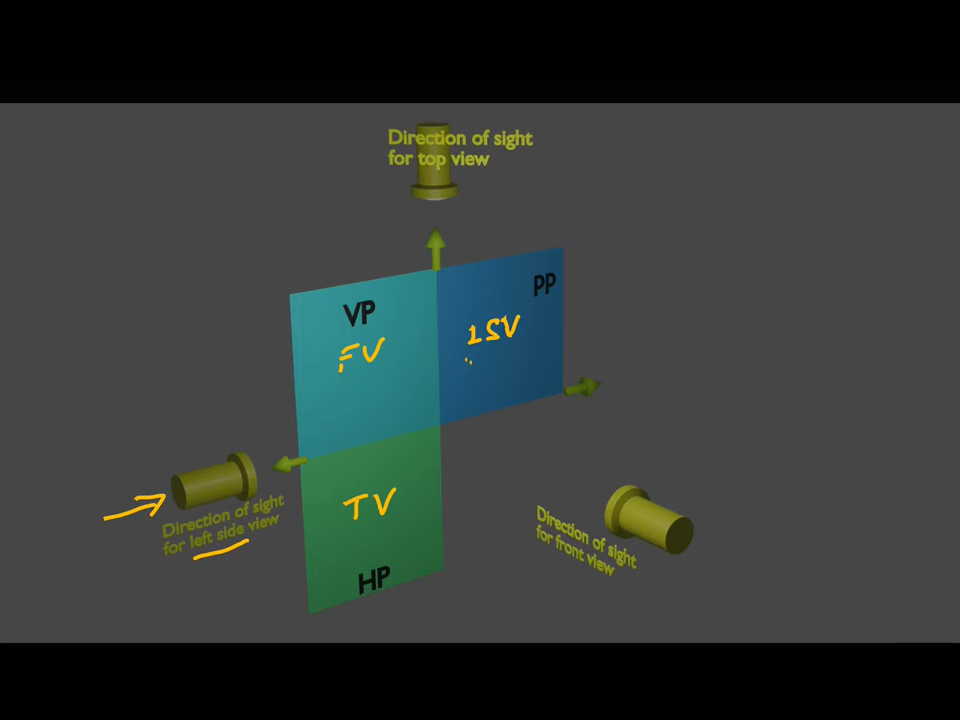 Direction of sight
for top view
VP
PP
FV
LSV
Direction of sight
for left side view
TV
Direction of sight
for front view
HP